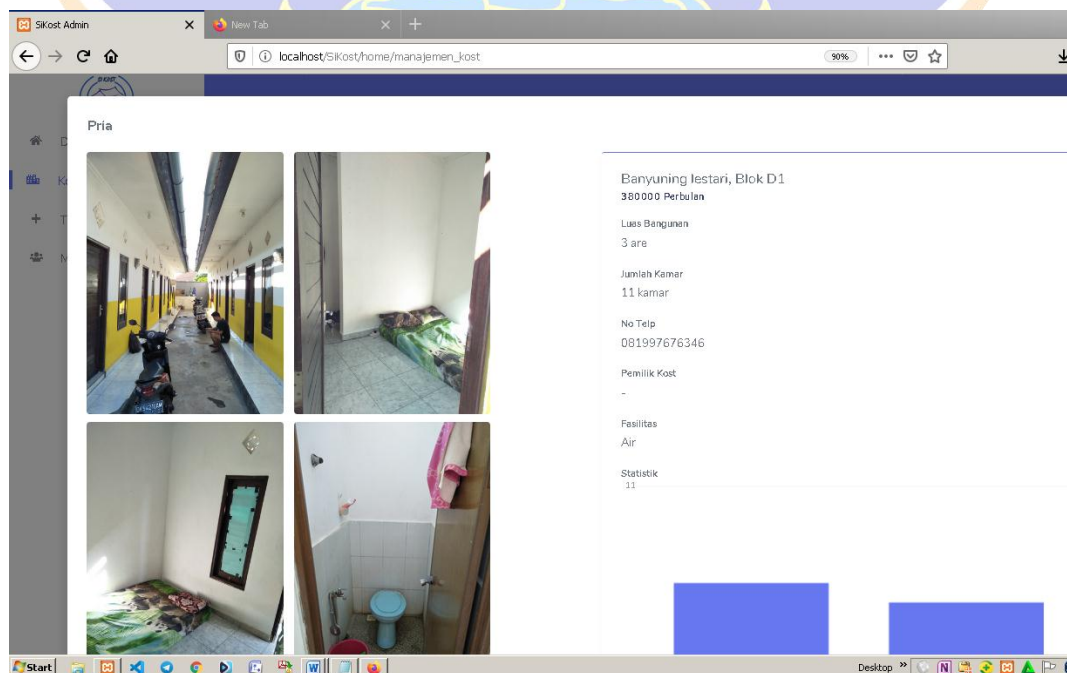 SiKost Admin
New Tab
localhost/SiKost/home/manajemen_kost
90%
Pria
Banyuning lestari, Blok D1
380000 Perbulan
Luas Bangunan
3 are
Jumlah Kamar
11 kamar
No Telp
081997676346
Pemilik Kost
-
Fasilitas
Air
Statistik
11
Start
Desktop